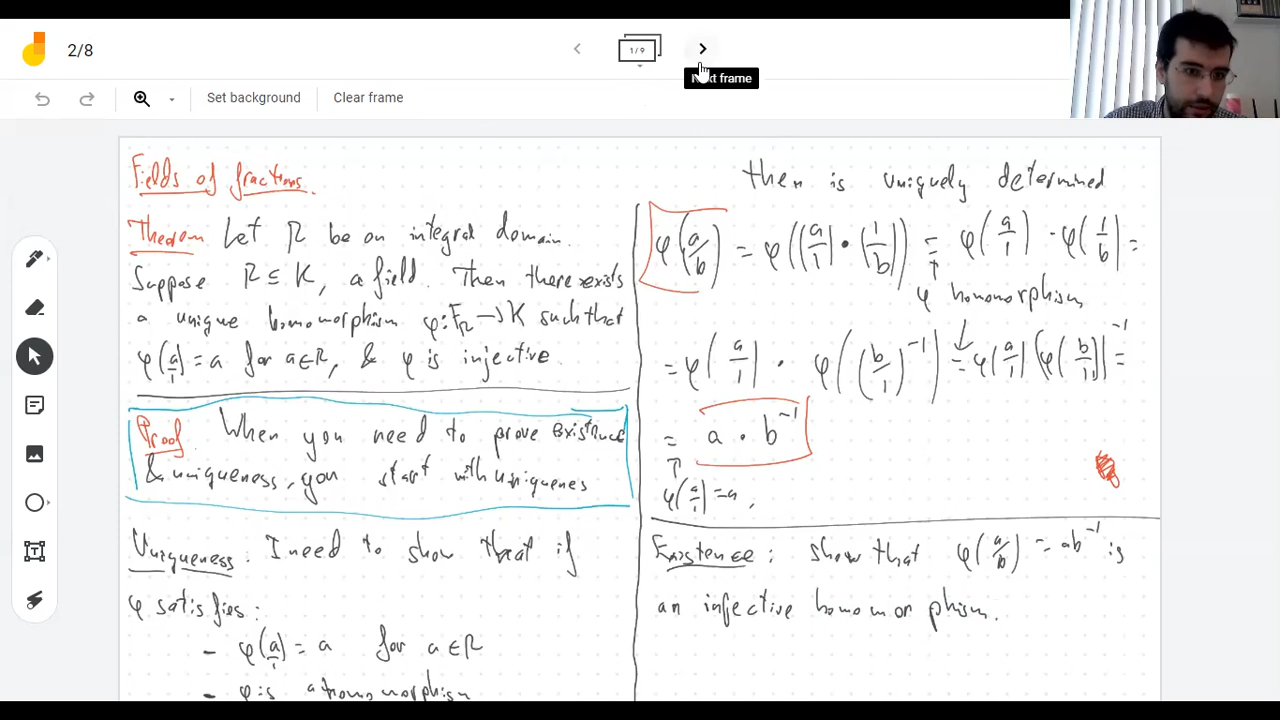 2/8
1/9
Next frame
Set background
Clear frame
Fields of fractions.
Theorem Let R be an integral domain.
Suppose R ⊆ K, a field. Then there exists
a unique homomorphism φ: F_R → K such that
φ(a/1) = a for a∈R, & φ is injective.
Proof. When you need to prove existence
& uniqueness, you start with uniquenes
Uniqueness: I need to show that if
φ satisfies:
- φ(a/1) = a for a∈R
- φ is a homomorphism
then is uniquely determined
φ(a/b) = φ((a/1)•(1/b)) = φ(a/1) · φ(1/b) =
↑
φ homomorphism
= φ(a/1) · φ((b/1)^-1) = φ(a/1)(φ(b/1))^-1 =
= a · b^-1
↑
φ(a/1) = a.
Existence: show that φ(a/b) = ab^-1 is
an injective homomorphism.